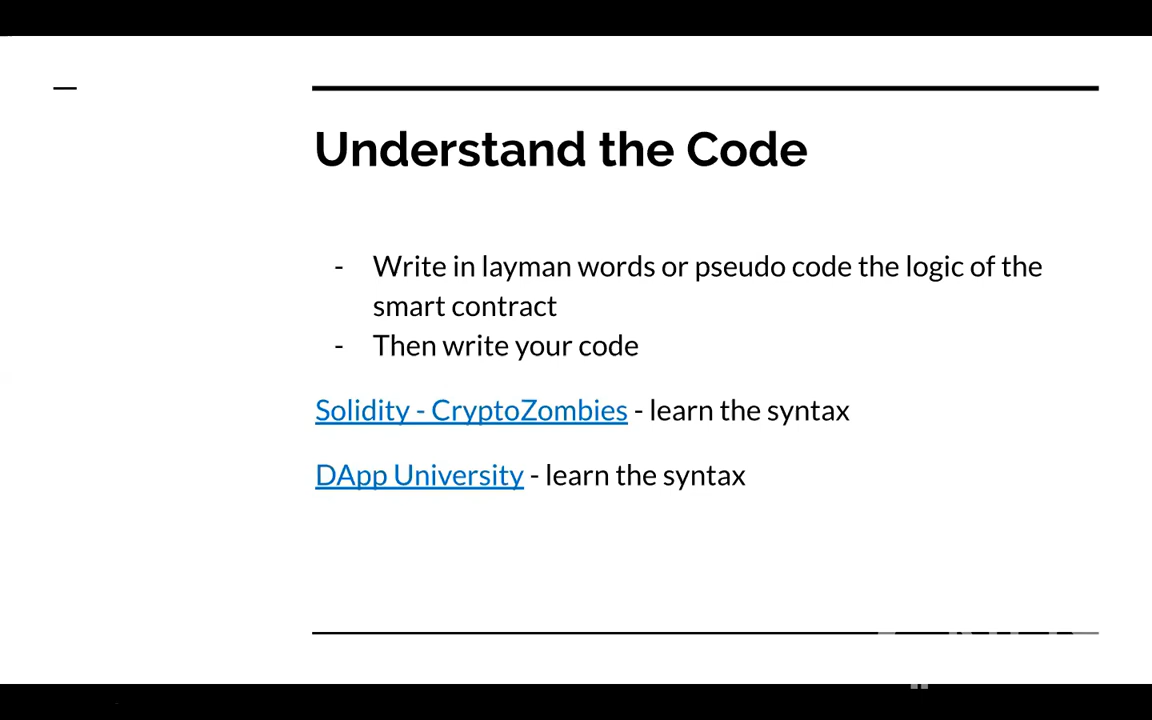 Understand the Code
- Write in layman words or pseudo code the logic of the
smart contract
- Then write your code
Solidity - CryptoZombies - learn the syntax
DApp University - learn the syntax